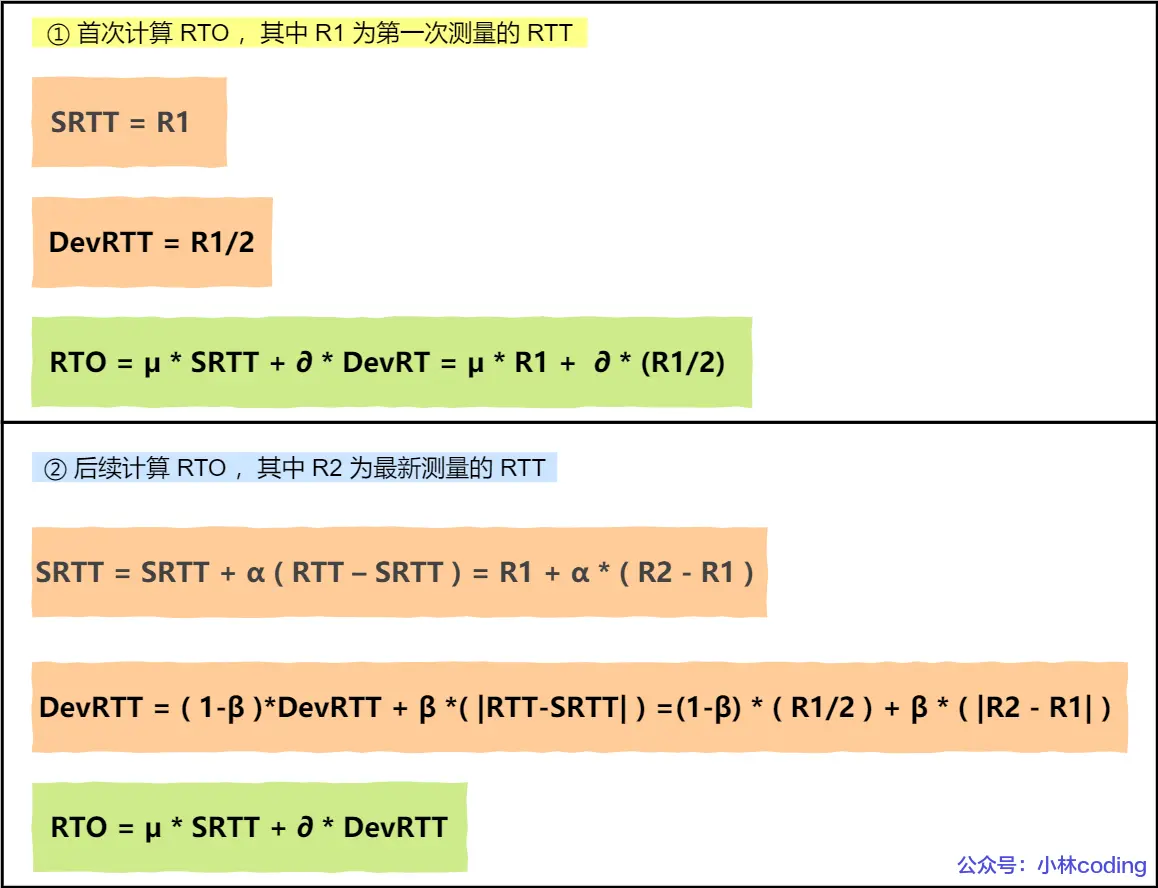 ① 首次计算 RTO ，其中 R1 为第一次测量的 RTT
SRTT = R1
DevRTT = R1/2
RTO = μ * SRTT + ∂ * DevRT = μ * R1 + ∂ * (R1/2)
② 后续计算 RTO ，其中 R2 为最新测量的 RTT
SRTT = SRTT + α ( RTT – SRTT ) = R1 + α * ( R2 - R1 )
DevRTT = ( 1-β )*DevRTT + β *( |RTT-SRTT| ) =(1-β) * ( R1/2 ) + β * ( |R2 - R1| )
RTO = μ * SRTT + ∂ * DevRTT
公众号：小林coding